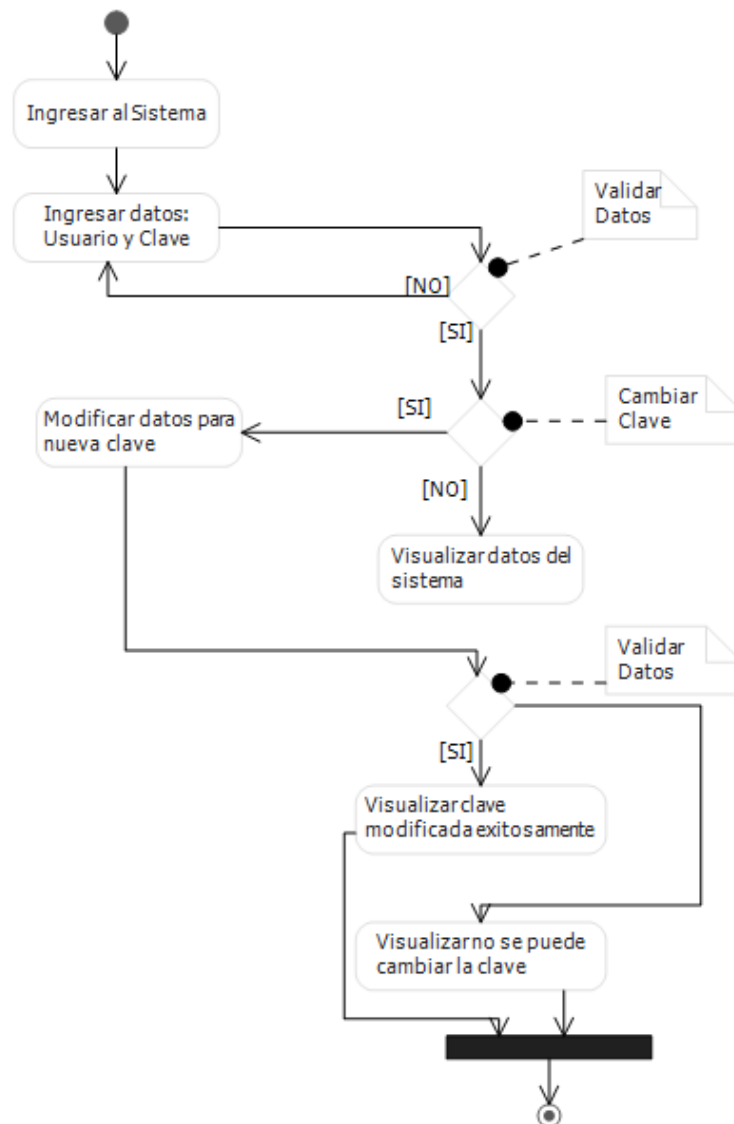 Ingresar al Sistema
Ingresar datos:
Usuario y Clave
Validar
Datos
[NO]
[SI]
Cambiar
Clave
[SI]
Modificar datos para
nueva clave
[NO]
Visualizar datos del
sistema
Validar
Datos
[SI]
Visualizar clave
modificada exitosamente
Visualizar no se puede
cambiar la clave